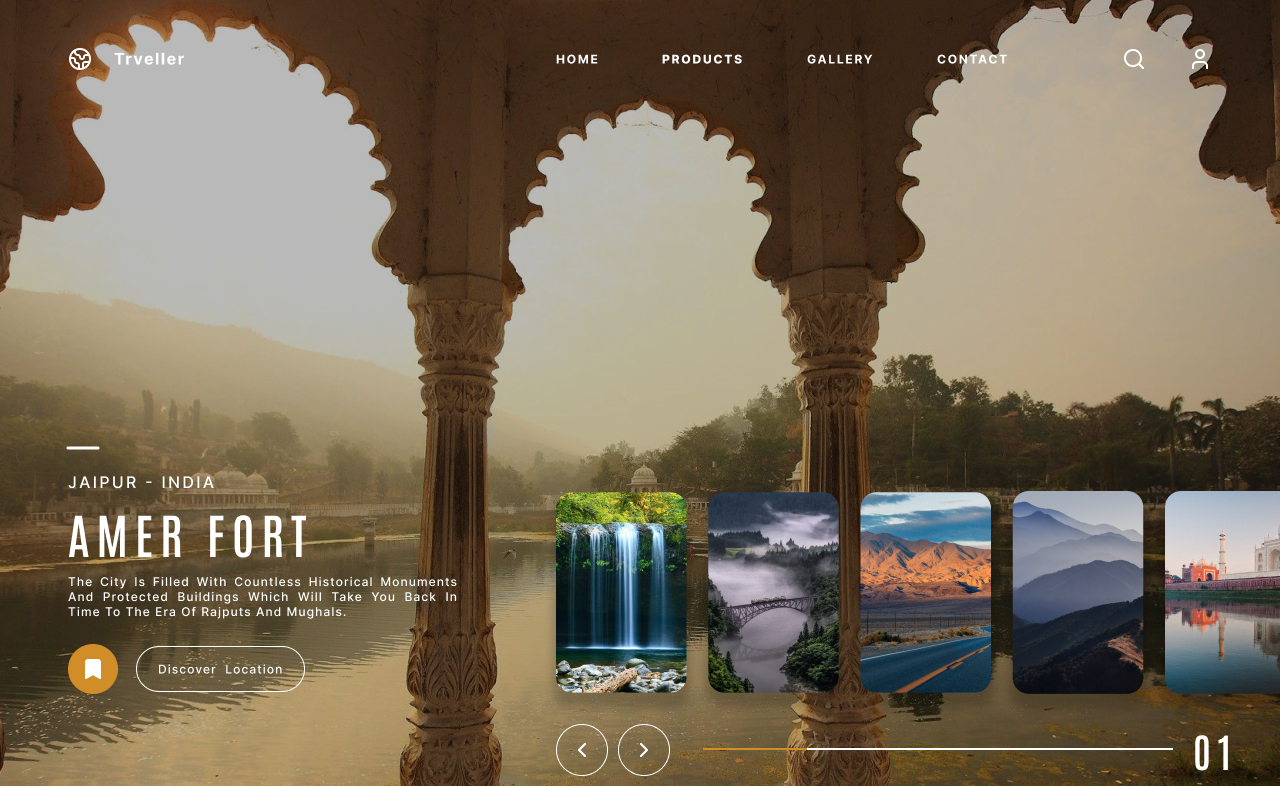 Trveller
HOME
PRODUCTS
GALLERY
CONTACT
JAIPUR - INDIA
AMER FORT
The City Is Filled With Countless Historical Monuments
And Protected Buildings Which Will Take You Back In
Time To The Era Of Rajputs And Mughals.
Discover Location
01